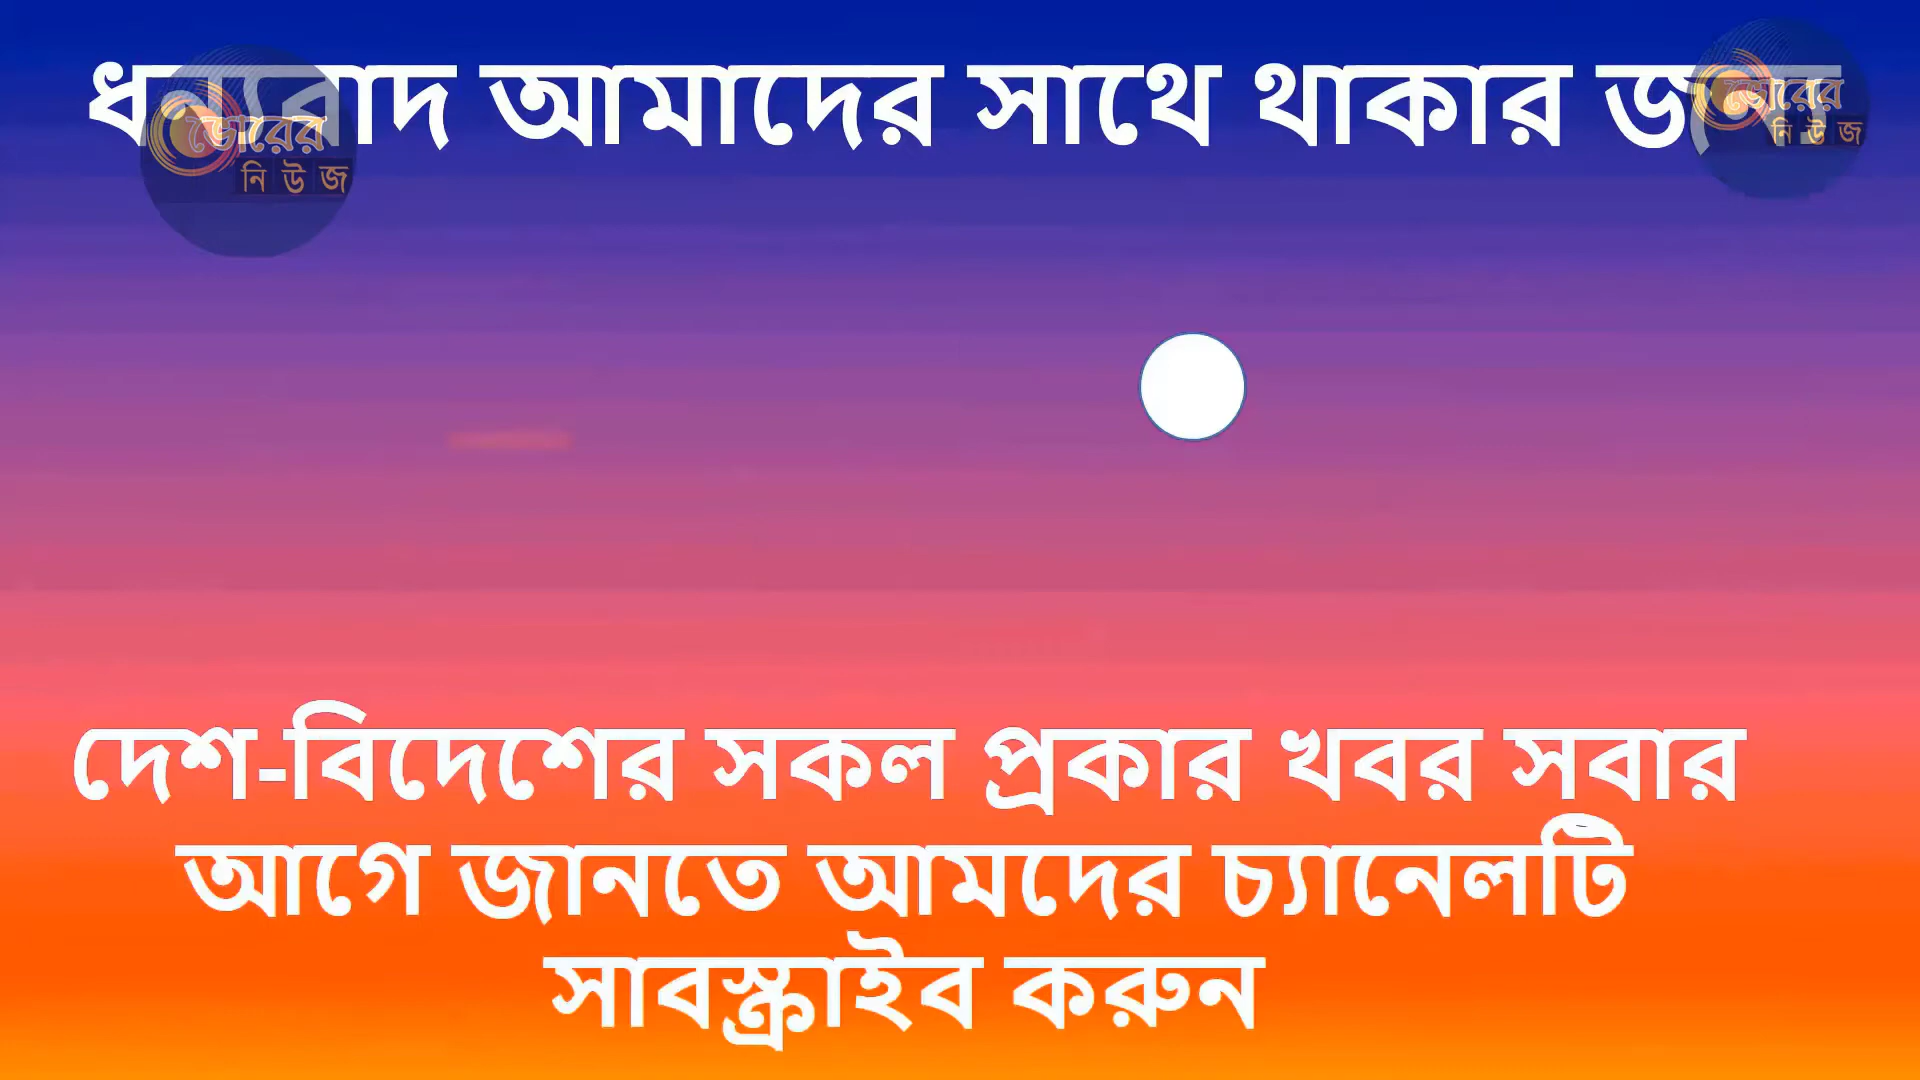 ধন্যবাদ আমাদের সাথে থাকার জন্য
ভোরের
নি উ জ
ভোরের
নি উ জ
দেশ-বিদেশের সকল প্রকার খবর সবার
আগে জানতে আমদের চ্যানেলটি
সাবস্ক্রাইব করুন